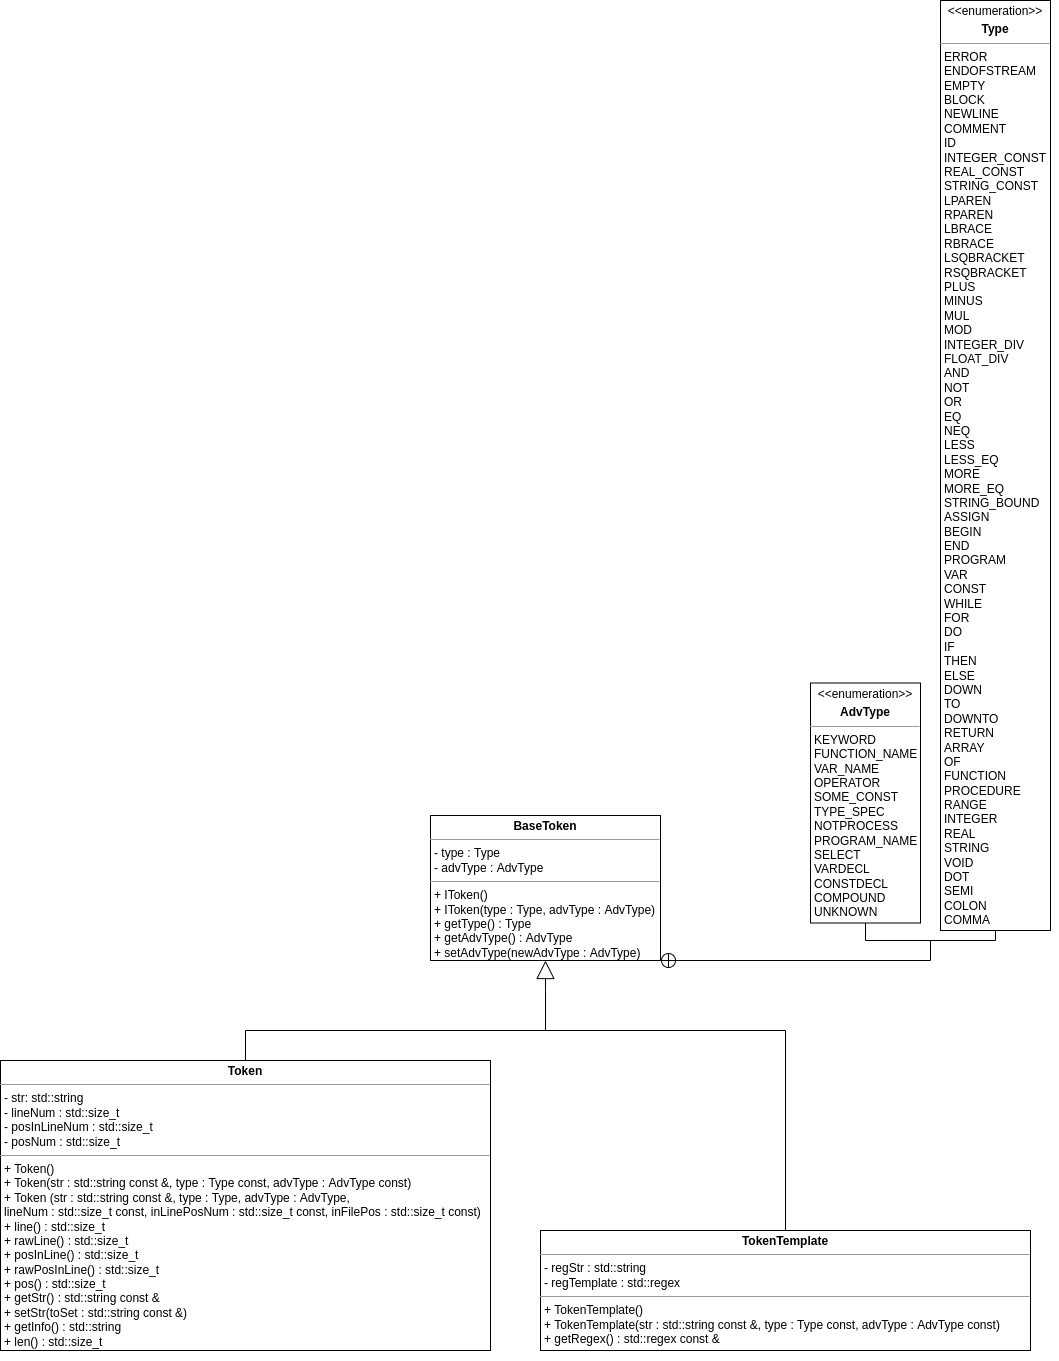 <<enumeration>>
Type
ERROR
ENDOFSTREAM
EMPTY
BLOCK
NEWLINE
COMMENT
ID
INTEGER_CONST
REAL_CONST
STRING_CONST
LPAREN
RPAREN
LBRACE
RBRACE
LSQBRACKET
RSQBRACKET
PLUS
MINUS
MUL
MOD
INTEGER_DIV
FLOAT_DIV
AND
NOT
OR
EQ
NEQ
LESS
LESS_EQ
MORE
MORE_EQ
STRING_BOUND
ASSIGN
BEGIN
END
PROGRAM
VAR
CONST
WHILE
FOR
DO
IF
THEN
ELSE
DOWN
TO
DOWNTO
RETURN
ARRAY
OF
FUNCTION
PROCEDURE
RANGE
INTEGER
REAL
STRING
VOID
DOT
SEMI
COLON
COMMA
<<enumeration>>
AdvType
KEYWORD
FUNCTION_NAME
VAR_NAME
OPERATOR
SOME_CONST
TYPE_SPEC
NOTPROCESS
PROGRAM_NAME
SELECT
VARDECL
CONSTDECL
COMPOUND
UNKNOWN
BaseToken
- type : Type
- advType : AdvType
+ IToken()
+ IToken(type : Type, advType : AdvType)
+ getType() : Type
+ getAdvType() : AdvType
+ setAdvType(newAdvType : AdvType)
Token
- str: std::string
- lineNum : std::size_t
- posInLineNum : std::size_t
- posNum : std::size_t
+ Token()
+ Token(str : std::string const &, type : Type const, advType : AdvType const)
+ Token (str : std::string const &, type : Type, advType : AdvType,
lineNum : std::size_t const, inLinePosNum : std::size_t const, inFilePos : std::size_t const)
+ line() : std::size_t
+ rawLine() : std::size_t
+ posInLine() : std::size_t
+ rawPosInLine() : std::size_t
+ pos() : std::size_t
+ getStr() : std::string const &
+ setStr(toSet : std::string const &)
+ getInfo() : std::string
+ len() : std::size_t
TokenTemplate
- regStr : std::string
- regTemplate : std::regex
+ TokenTemplate()
+ TokenTemplate(str : std::string const &, type : Type const, advType : AdvType const)
+ getRegex() : std::regex const &